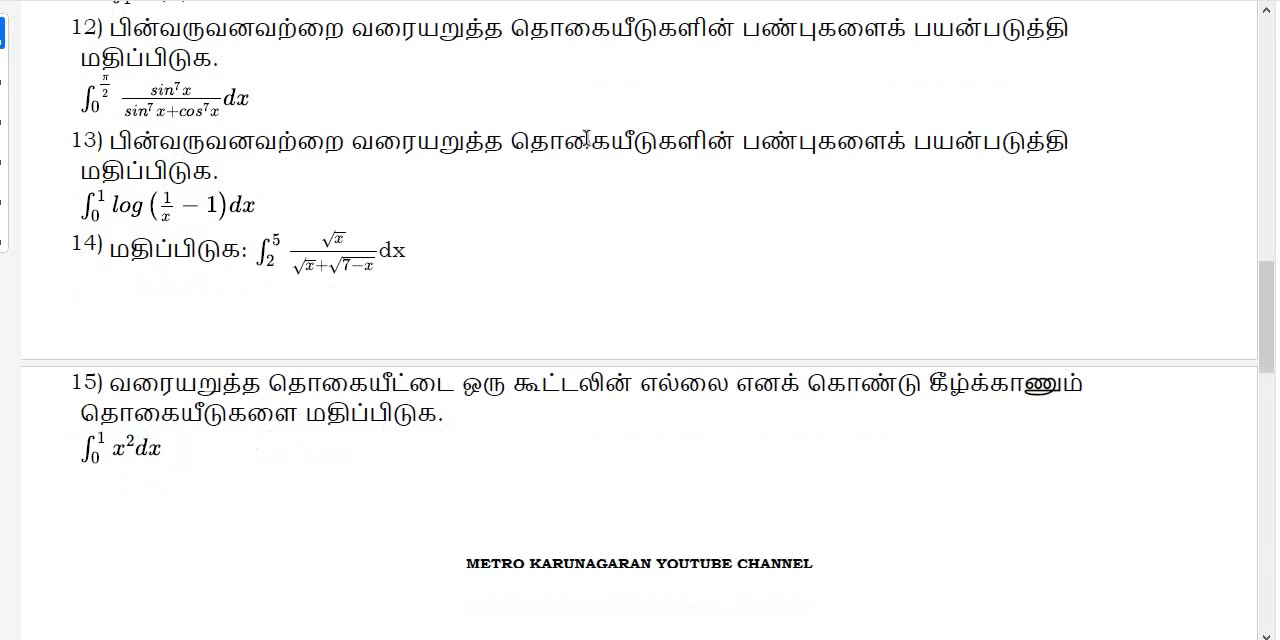 12) பின்வருவனவற்றை வரையறுத்த தொகையீடுகளின் பண்புகளைக் பயன்படுத்தி
மதிப்பிடுக.
∫₀^(π/2) sin⁷x / (sin⁷x+cos⁷x) dx
13) பின்வருவனவற்றை வரையறுத்த தொகையீடுகளின் பண்புகளைக் பயன்படுத்தி
மதிப்பிடுக.
∫₀¹ log (1/x − 1) dx
14) மதிப்பிடுக: ∫₂⁵ √x / (√x+√(7−x)) dx
15) வரையறுத்த தொகையீட்டை ஒரு கூட்டலின் எல்லை எனக் கொண்டு கீழ்க்காணும்
தொகையீடுகளை மதிப்பிடுக.
∫₀¹ x² dx
METRO KARUNAGARAN YOUTUBE CHANNEL